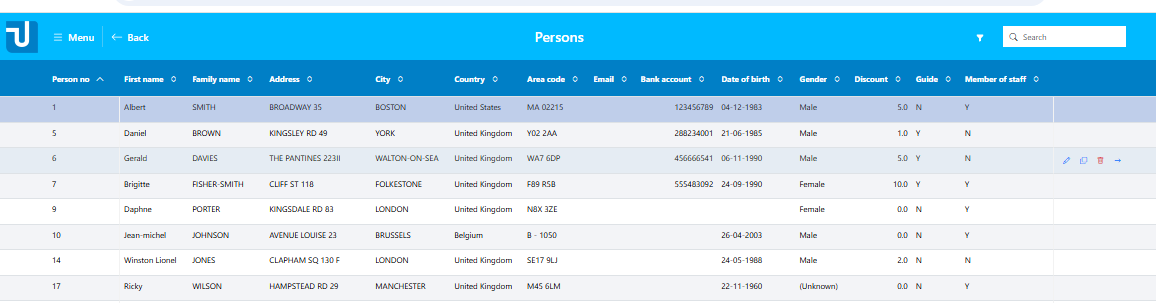 Menu Back Persons Search
Person no First name Family name Address City Country Area code Email Bank account Date of birth Gender Discount Guide Member of staff
1 Albert SMITH BROADWAY 35 BOSTON United States MA 02215 123456789 04-12-1983 Male 5.0 N Y
5 Daniel BROWN KINGSLEY RD 49 YORK United Kingdom Y02 2AA 288234001 21-06-1985 Male 1.0 Y N
6 Gerald DAVIES THE PANTINES 223II WALTON-ON-SEA United Kingdom WA7 6DP 456666541 06-11-1990 Male 5.0 Y N
7 Brigitte FISHER-SMITH CLIFF ST 118 FOLKESTONE United Kingdom F89 R5B 555483092 24-09-1990 Female 10.0 Y Y
9 Daphne PORTER KINGSDALE RD 83 LONDON United Kingdom N8X 3ZE Female 0.0 N Y
10 Jean-michel JOHNSON AVENUE LOUISE 23 BRUSSELS Belgium B - 1050 26-04-2003 Male 0.0 N Y
14 Winston Lionel JONES CLAPHAM SQ 130 F LONDON United Kingdom SE17 9LJ 24-05-1988 Male 2.0 N N
17 Ricky WILSON HAMPSTEAD RD 29 MANCHESTER United Kingdom M45 6LM 22-11-1960 (Unknown) 0.0 N Y